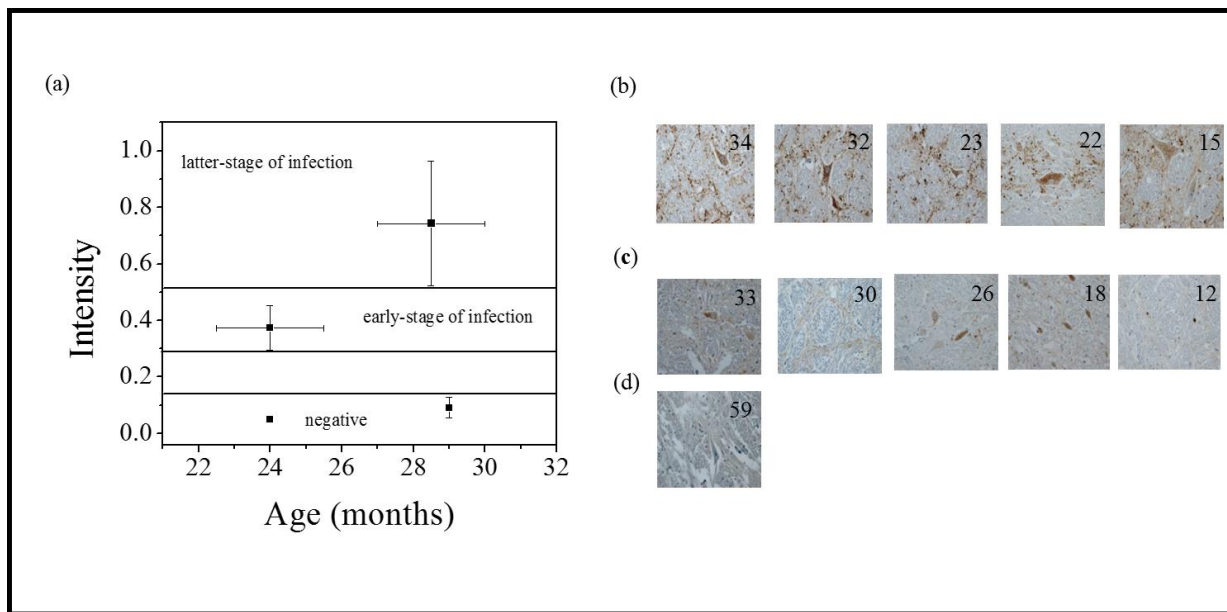 (a)
Intensity
1.0
0.8
0.6
0.4
0.2
0.0
latter-stage of infection
early-stage of infection
negative
22 24 26 28 30 32
Age (months)
(b)
34 32 23 22 15
(c)
33 30 26 18 12
(d)
59